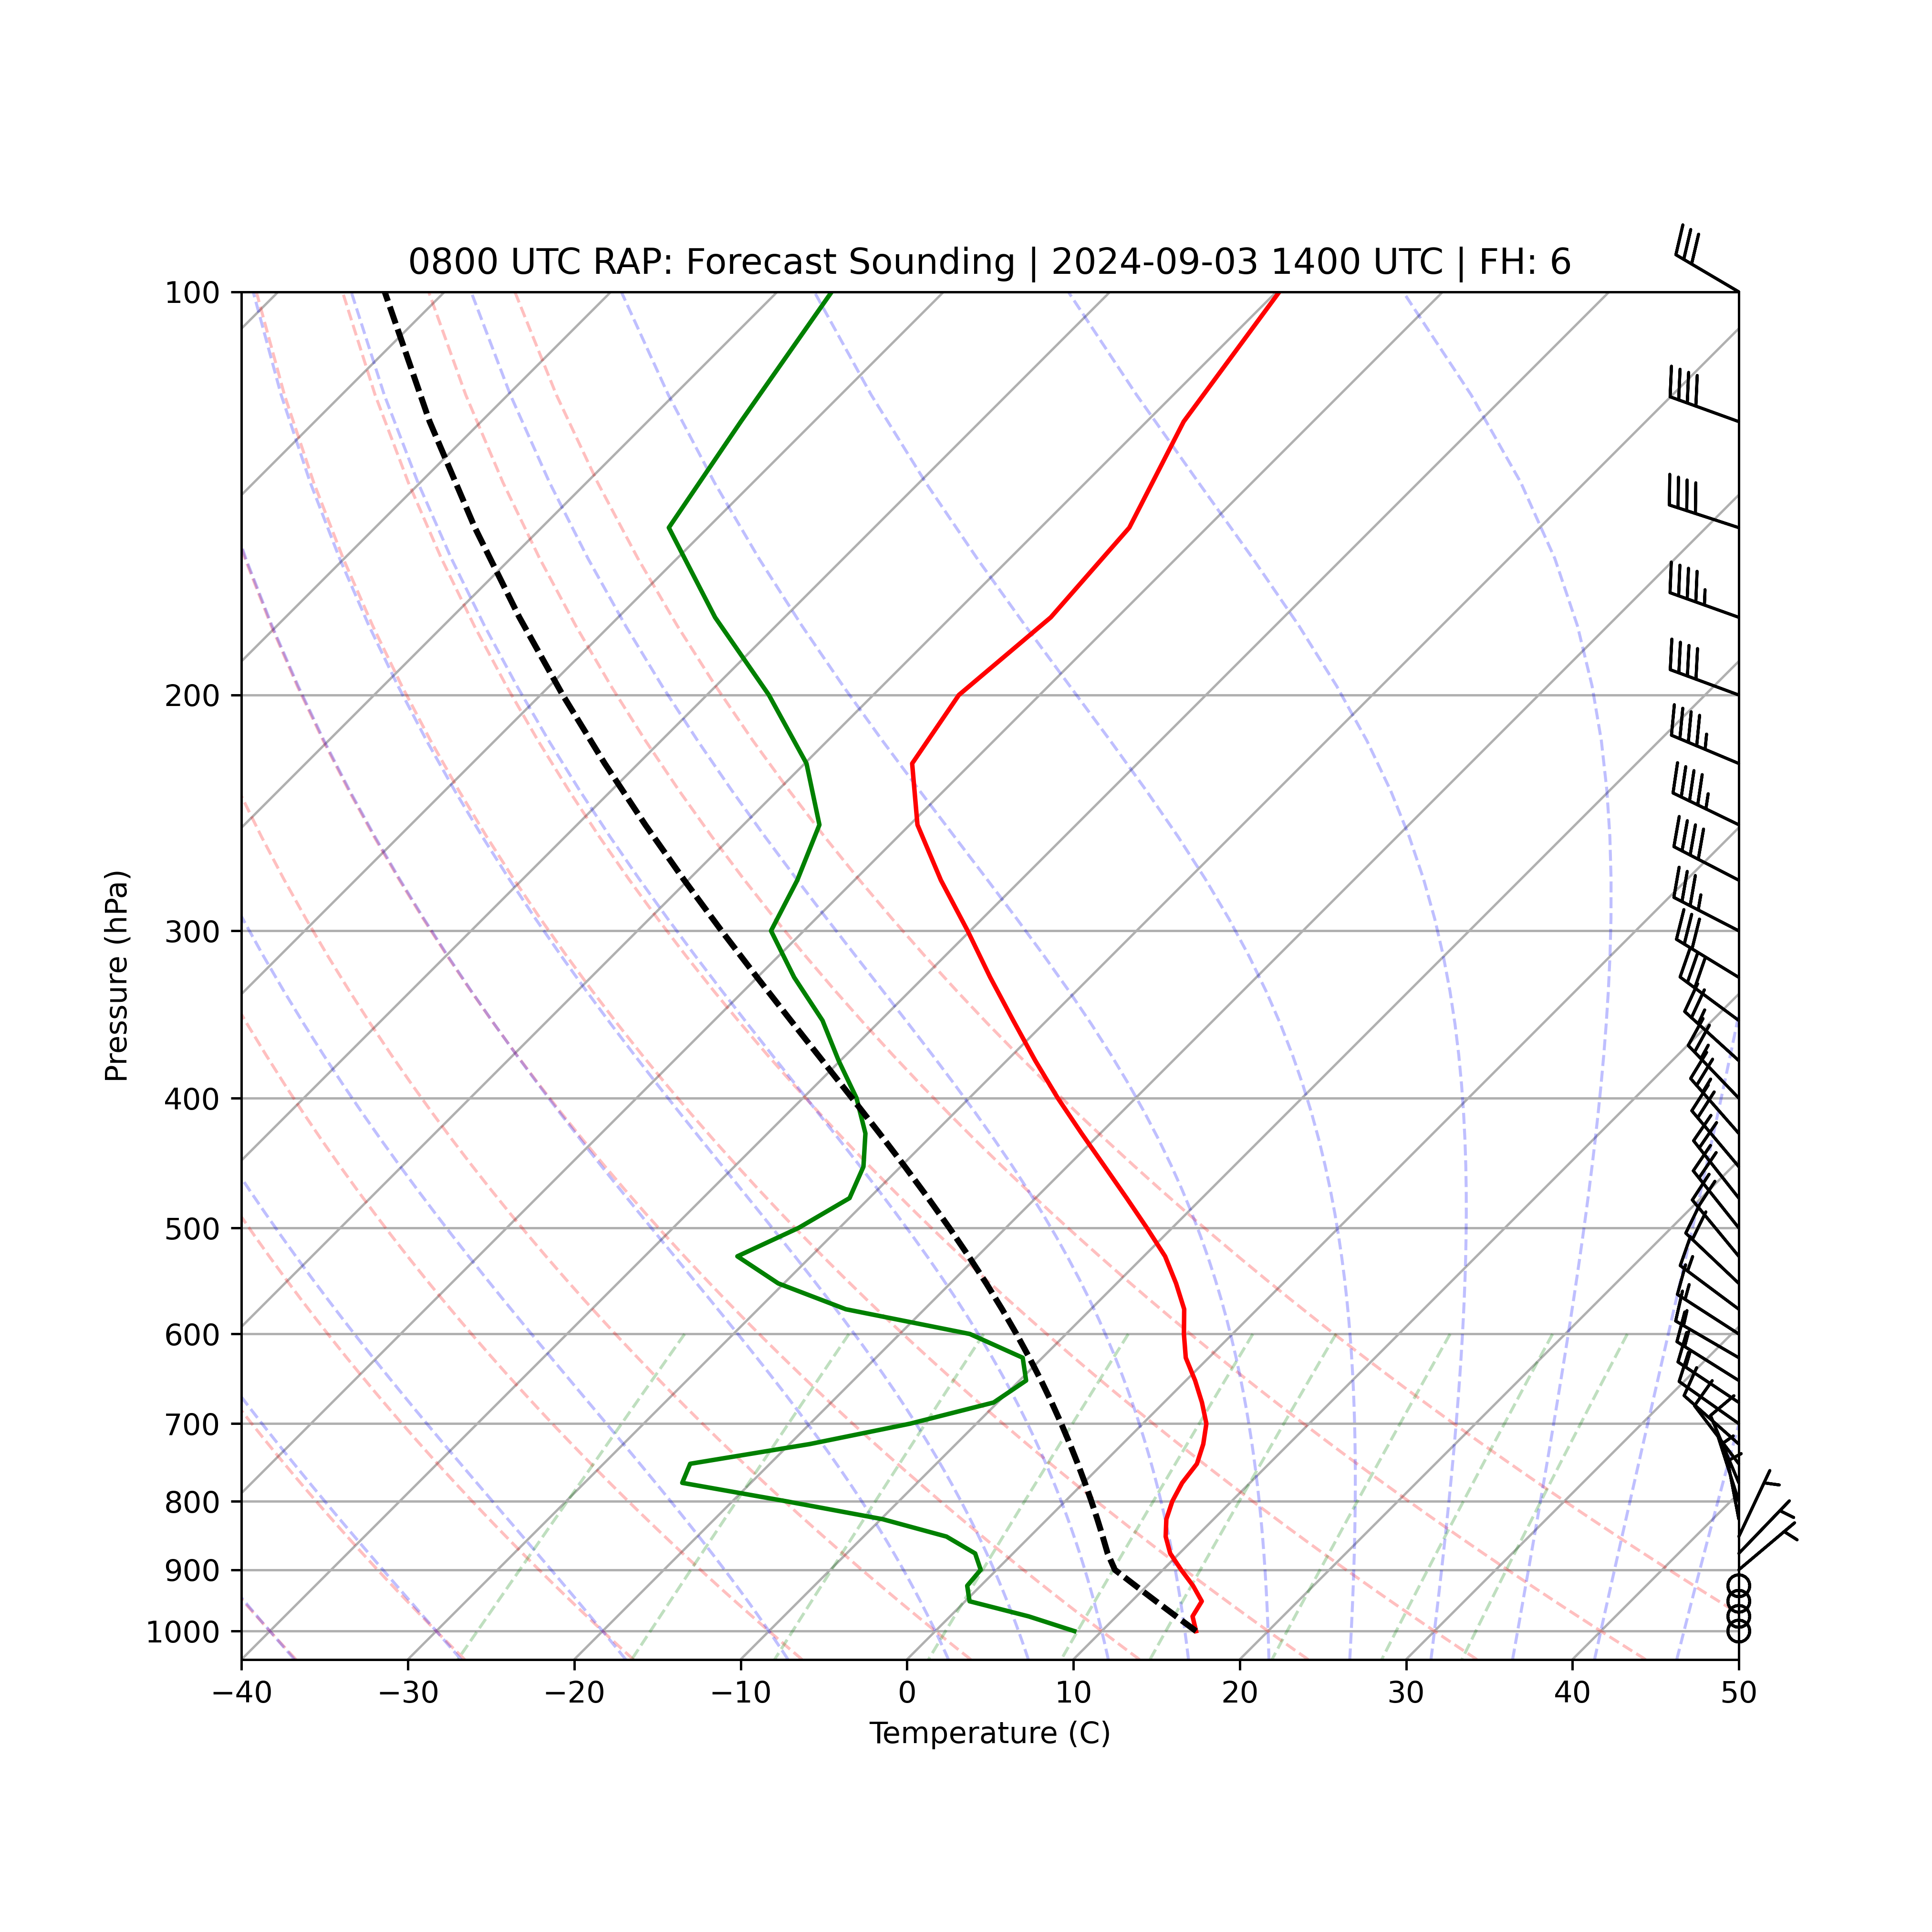 0800 UTC RAP: Forecast Sounding | 2024-09-03 1400 UTC | FH: 6
100
200
300
400
500
600
700
800
900
1000
Pressure (hPa)
−40 −30 −20 −10 0 10 20 30 40 50
Temperature (C)